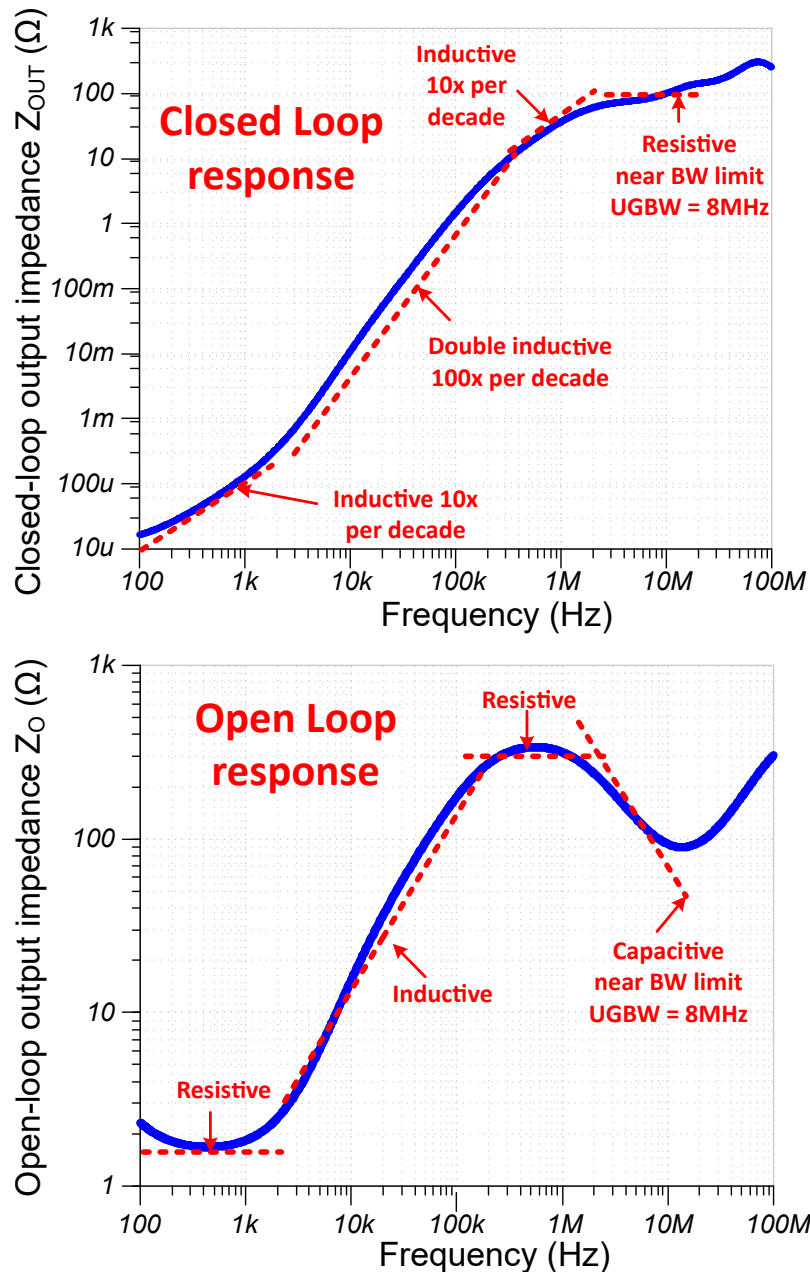 Closed-loop output impedance Z_OUT (Ω)
1k
100
10
1
100m
10m
1m
100u
10u
Closed Loop
response
Inductive
10x per
decade
Resistive
near BW limit
UGBW = 8MHz
Double inductive
100x per decade
Inductive 10x
per decade
100 1k 10k 100k 1M 10M 100M
Frequency (Hz)
Open-loop output impedance Z_O (Ω)
1k
100
10
1
Open Loop
response
Resistive
Inductive
Capacitive
near BW limit
UGBW = 8MHz
Resistive
100 1k 10k 100k 1M 10M 100M
Frequency (Hz)